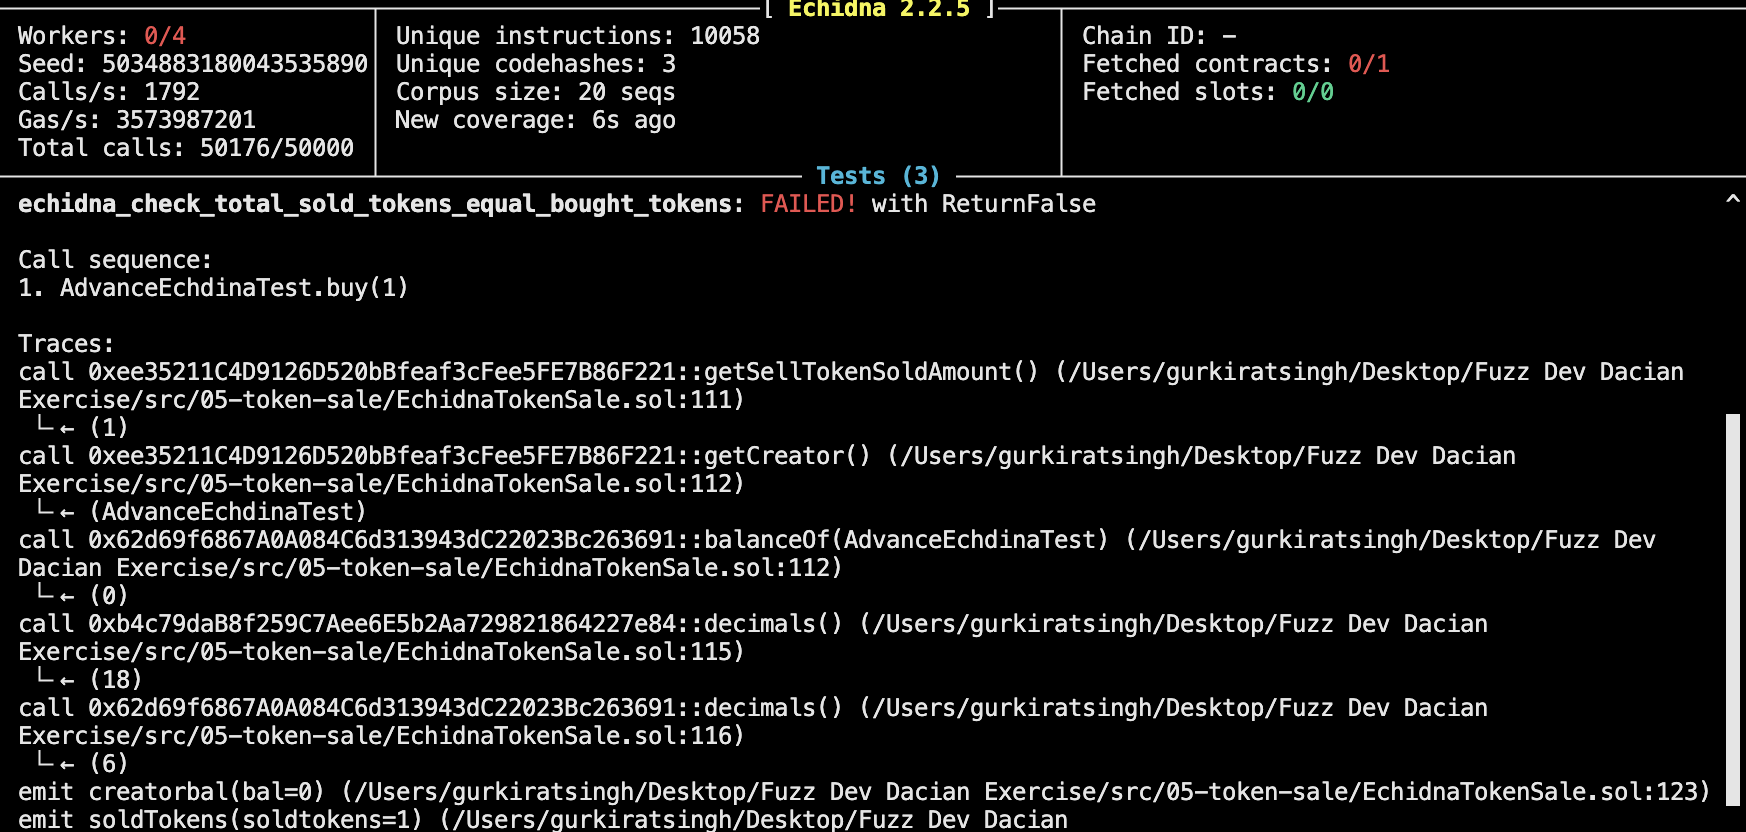 [ Echidna 2.2.5 ]
Workers: 0/4
Seed: 5034883180043535890
Calls/s: 1792
Gas/s: 3573987201
Total calls: 50176/50000
Unique instructions: 10058
Unique codehashes: 3
Corpus size: 20 seqs
New coverage: 6s ago
Chain ID: -
Fetched contracts: 0/1
Fetched slots: 0/0
Tests (3)
echidna_check_total_sold_tokens_equal_bought_tokens: FAILED! with ReturnFalse
Call sequence:
1. AdvanceEchdinaTest.buy(1)
Traces:
call 0xee35211C4D9126D520bBfeaf3cFee5FE7B86F221::getSellTokenSoldAmount() (/Users/gurkiratsingh/Desktop/Fuzz Dev Dacian
Exercise/src/05-token-sale/EchidnaTokenSale.sol:111)
└╴← (1)
call 0xee35211C4D9126D520bBfeaf3cFee5FE7B86F221::getCreator() (/Users/gurkiratsingh/Desktop/Fuzz Dev Dacian
Exercise/src/05-token-sale/EchidnaTokenSale.sol:112)
└╴← (AdvanceEchdinaTest)
call 0x62d69f6867A0A084C6d313943dC22023Bc263691::balanceOf(AdvanceEchdinaTest) (/Users/gurkiratsingh/Desktop/Fuzz Dev
Dacian Exercise/src/05-token-sale/EchidnaTokenSale.sol:112)
└╴← (0)
call 0xb4c79daB8f259C7Aee6E5b2Aa729821864227e84::decimals() (/Users/gurkiratsingh/Desktop/Fuzz Dev Dacian
Exercise/src/05-token-sale/EchidnaTokenSale.sol:115)
└╴← (18)
call 0x62d69f6867A0A084C6d313943dC22023Bc263691::decimals() (/Users/gurkiratsingh/Desktop/Fuzz Dev Dacian
Exercise/src/05-token-sale/EchidnaTokenSale.sol:116)
└╴← (6)
emit creatorbal(bal=0) (/Users/gurkiratsingh/Desktop/Fuzz Dev Dacian Exercise/src/05-token-sale/EchidnaTokenSale.sol:123)
emit soldTokens(soldtokens=1) (/Users/gurkiratsingh/Desktop/Fuzz Dev Dacian